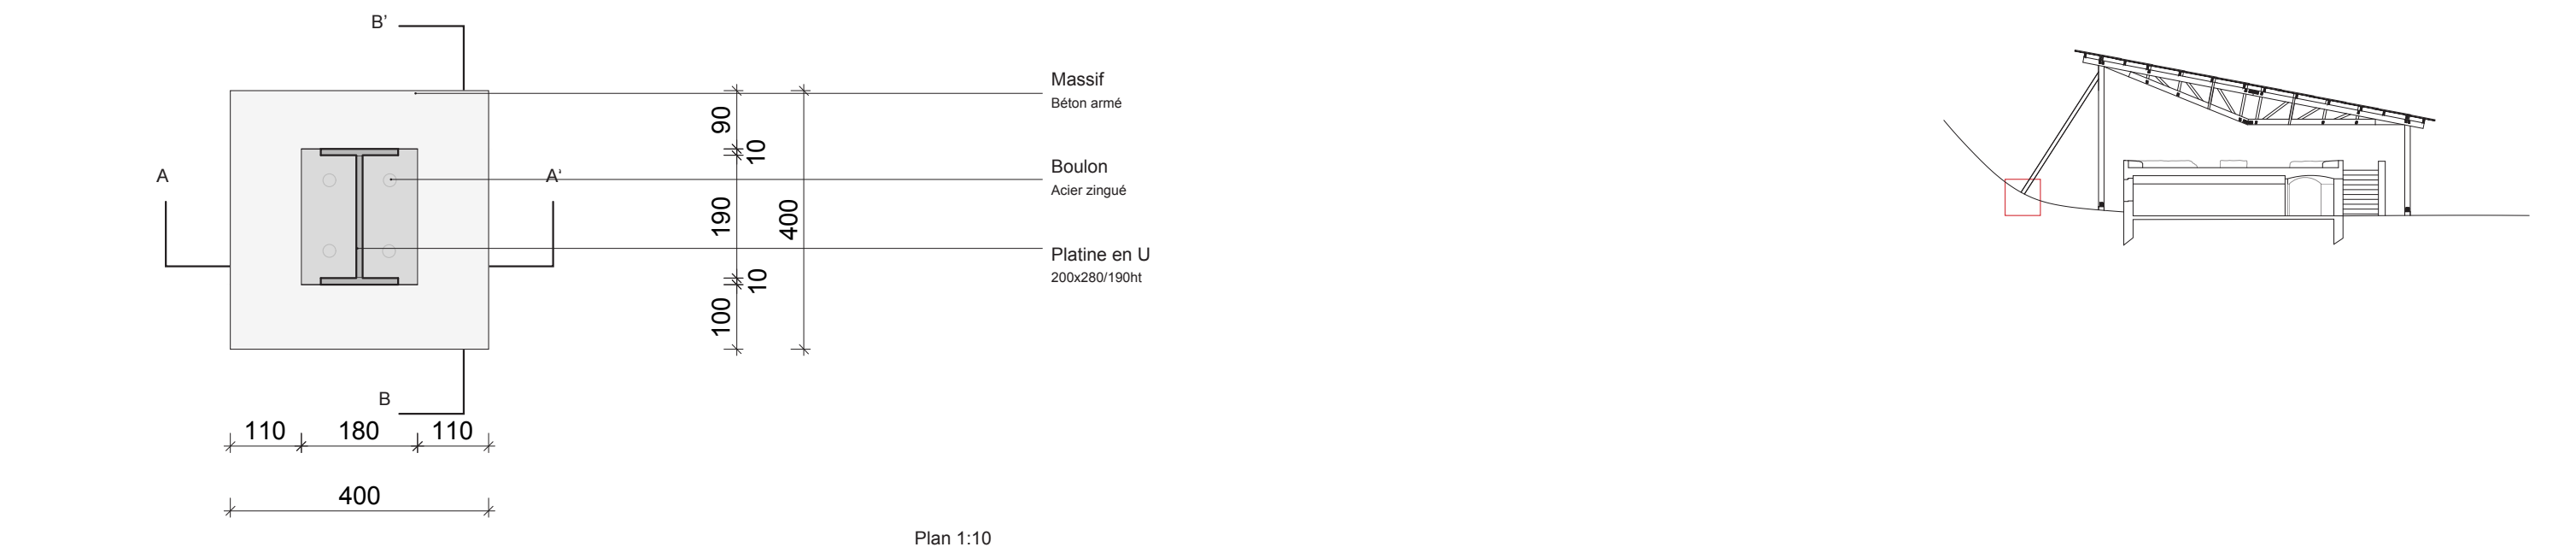 B’
Massif
Béton armé
90
10
Boulon
Acier zingué
A
A’
190
400
Platine en U
200x280/190ht
10
100
B
110 180 110
400
Plan 1:10